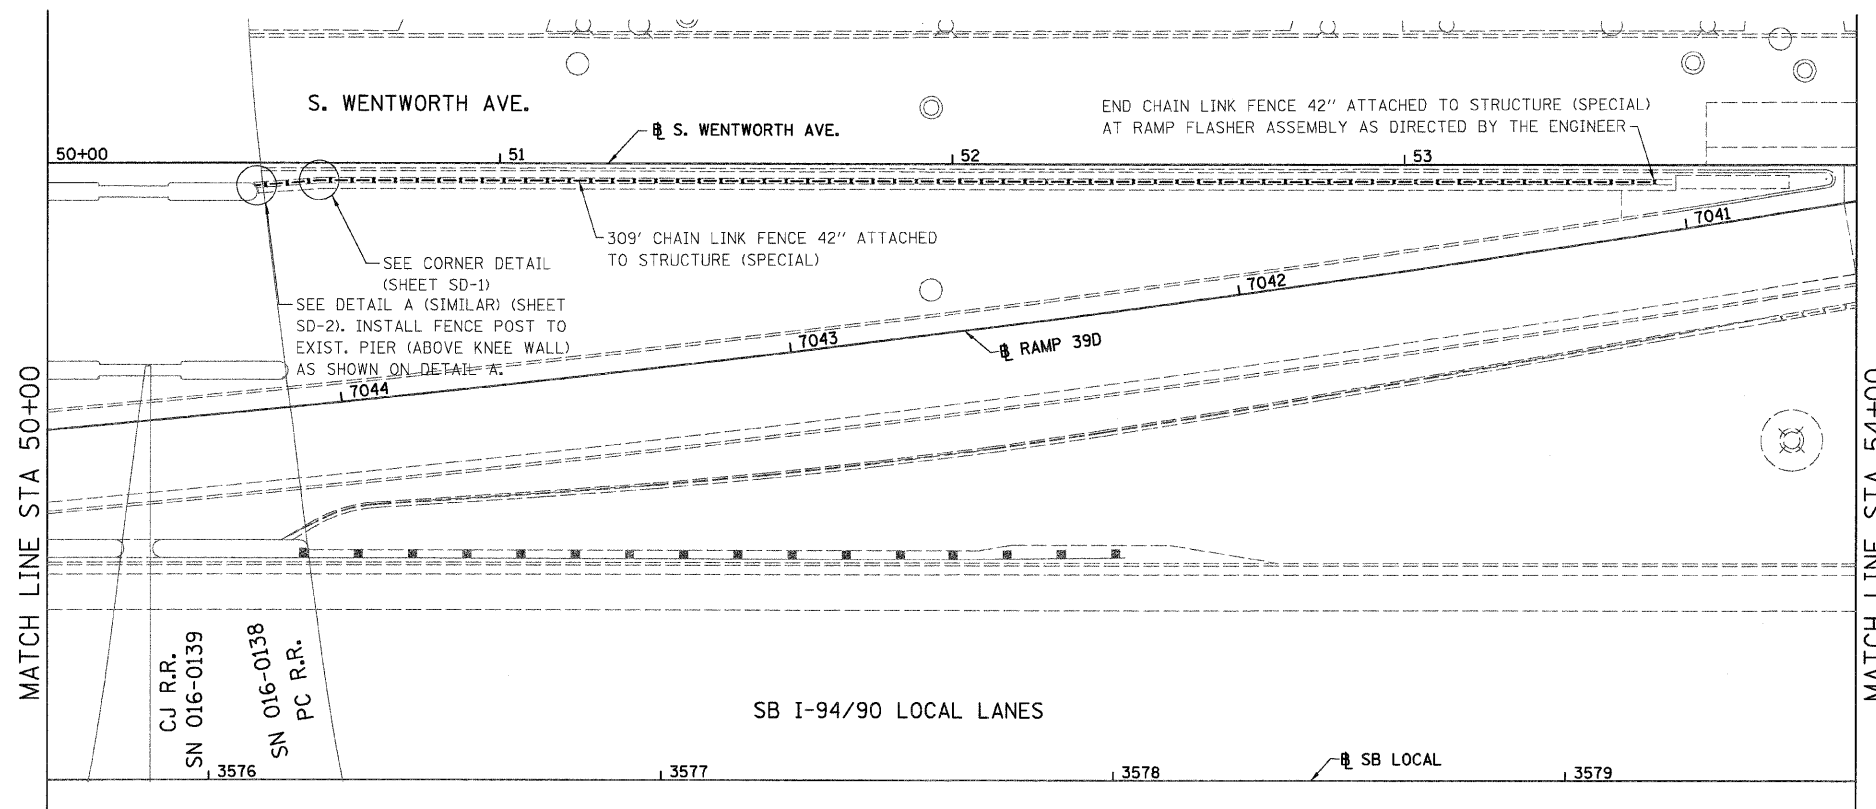 S. WENTWORTH AVE.
℄ S. WENTWORTH AVE.
END CHAIN LINK FENCE 42" ATTACHED TO STRUCTURE (SPECIAL)
AT RAMP FLASHER ASSEMBLY AS DIRECTED BY THE ENGINEER
50+00
51
52
53
309' CHAIN LINK FENCE 42" ATTACHED
TO STRUCTURE (SPECIAL)
SEE CORNER DETAIL
(SHEET SD-1)
SEE DETAIL A (SIMILAR) (SHEET
SD-2). INSTALL FENCE POST TO
EXIST. PIER (ABOVE KNEE WALL)
AS SHOWN ON DETAIL A.
7041
7042
7043
7044
℄ RAMP 39D
MATCH LINE STA 50+00
MATCH LINE STA 54+00
CJ R.R.
SN 016-0139
SN 016-0138
PC R.R.
SB I-94/90 LOCAL LANES
℄ SB LOCAL
3576
3577
3578
3579